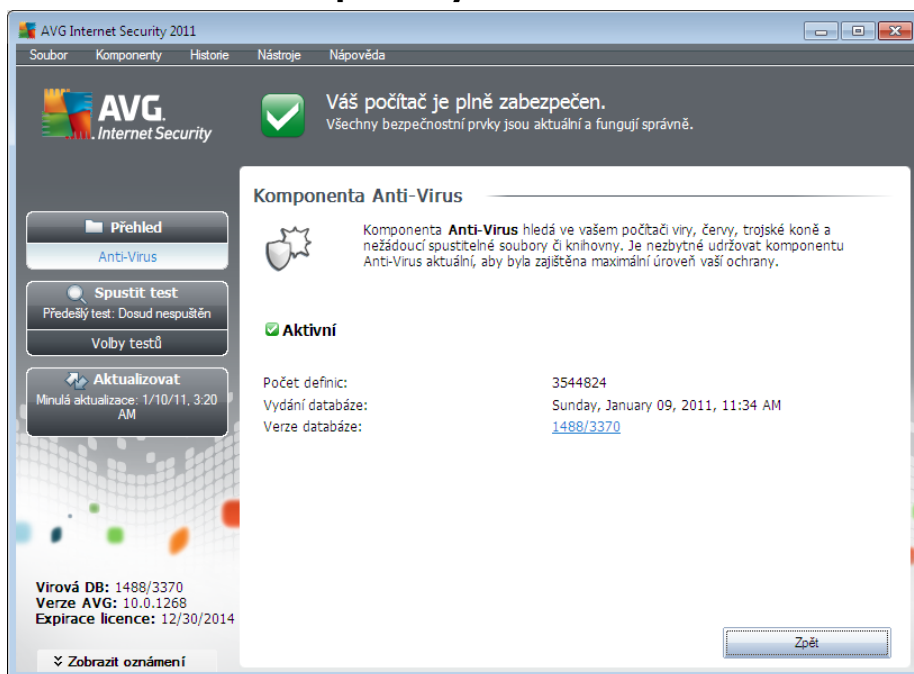 AVG Internet Security 2011
Soubor Komponenty Historie Nástroje Nápověda
AVG.
Internet Security
Váš počítač je plně zabezpečen.
Všechny bezpečnostní prvky jsou aktuální a fungují správně.
Přehled
Anti-Virus
Spustit test
Předešlý test: Dosud nespuštěn
Volby testů
Aktualizovat
Minulá aktualizace: 1/10/11, 3:20
AM
Virová DB: 1488/3370
Verze AVG: 10.0.1268
Expirace licence: 12/30/2014
Zobrazit oznámení
Komponenta Anti-Virus
Komponenta Anti-Virus hledá ve vašem počítači viry, červy, trojské koně a
nežádoucí spustitelné soubory či knihovny. Je nezbytné udržovat komponentu
Anti-Virus aktuální, aby byla zajištěna maximální úroveň vaší ochrany.
Aktivní
Počet definic: 3544824
Vydání databáze: Sunday, January 09, 2011, 11:34 AM
Verze databáze: 1488/3370
Zpět